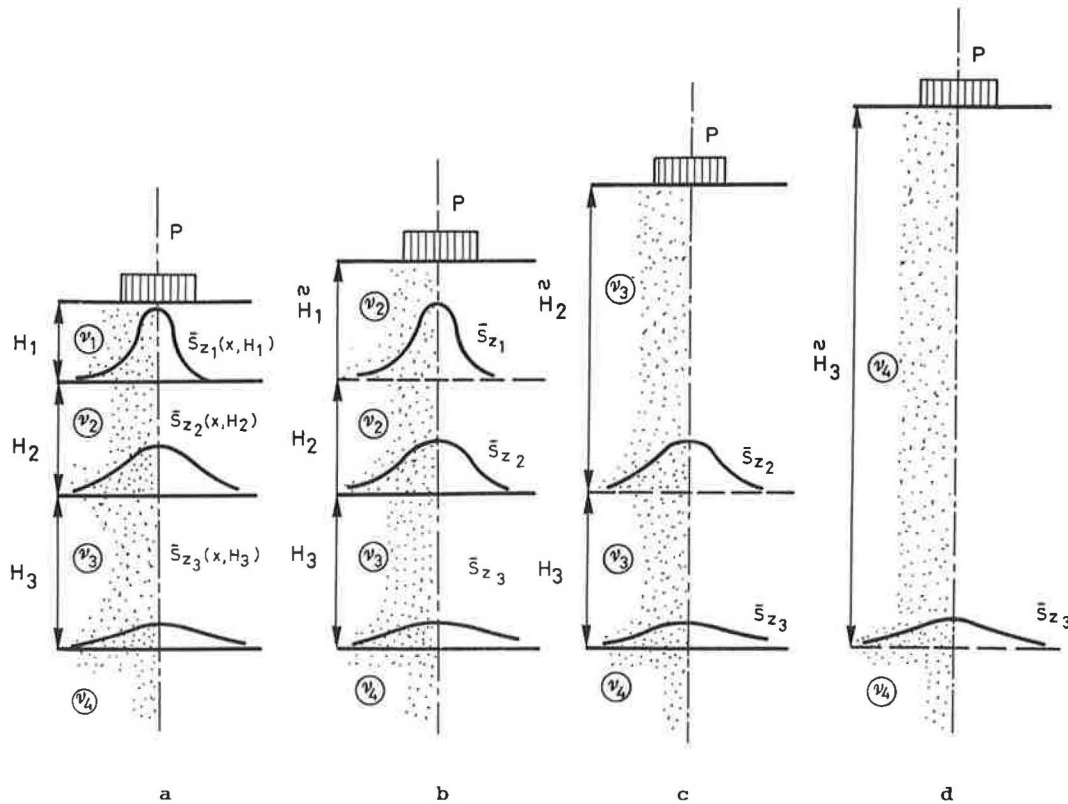 P
H₁
ν₁
S̄z₁(x,H₁)
H₂
ν₂
S̄z₂(x,H₂)
H₃
ν₃
S̄z₃(x,H₃)
ν₄
a
P
H̃₁
ν₂
S̄z₁
H₂
ν₂
S̄z₂
H₃
ν₃
S̄z₃
ν₄
b
P
H̃₂
ν₃
S̄z₂
H₃
ν₃
S̄z₃
ν₄
c
P
H̃₃
ν₄
S̄z₃
ν₄
d